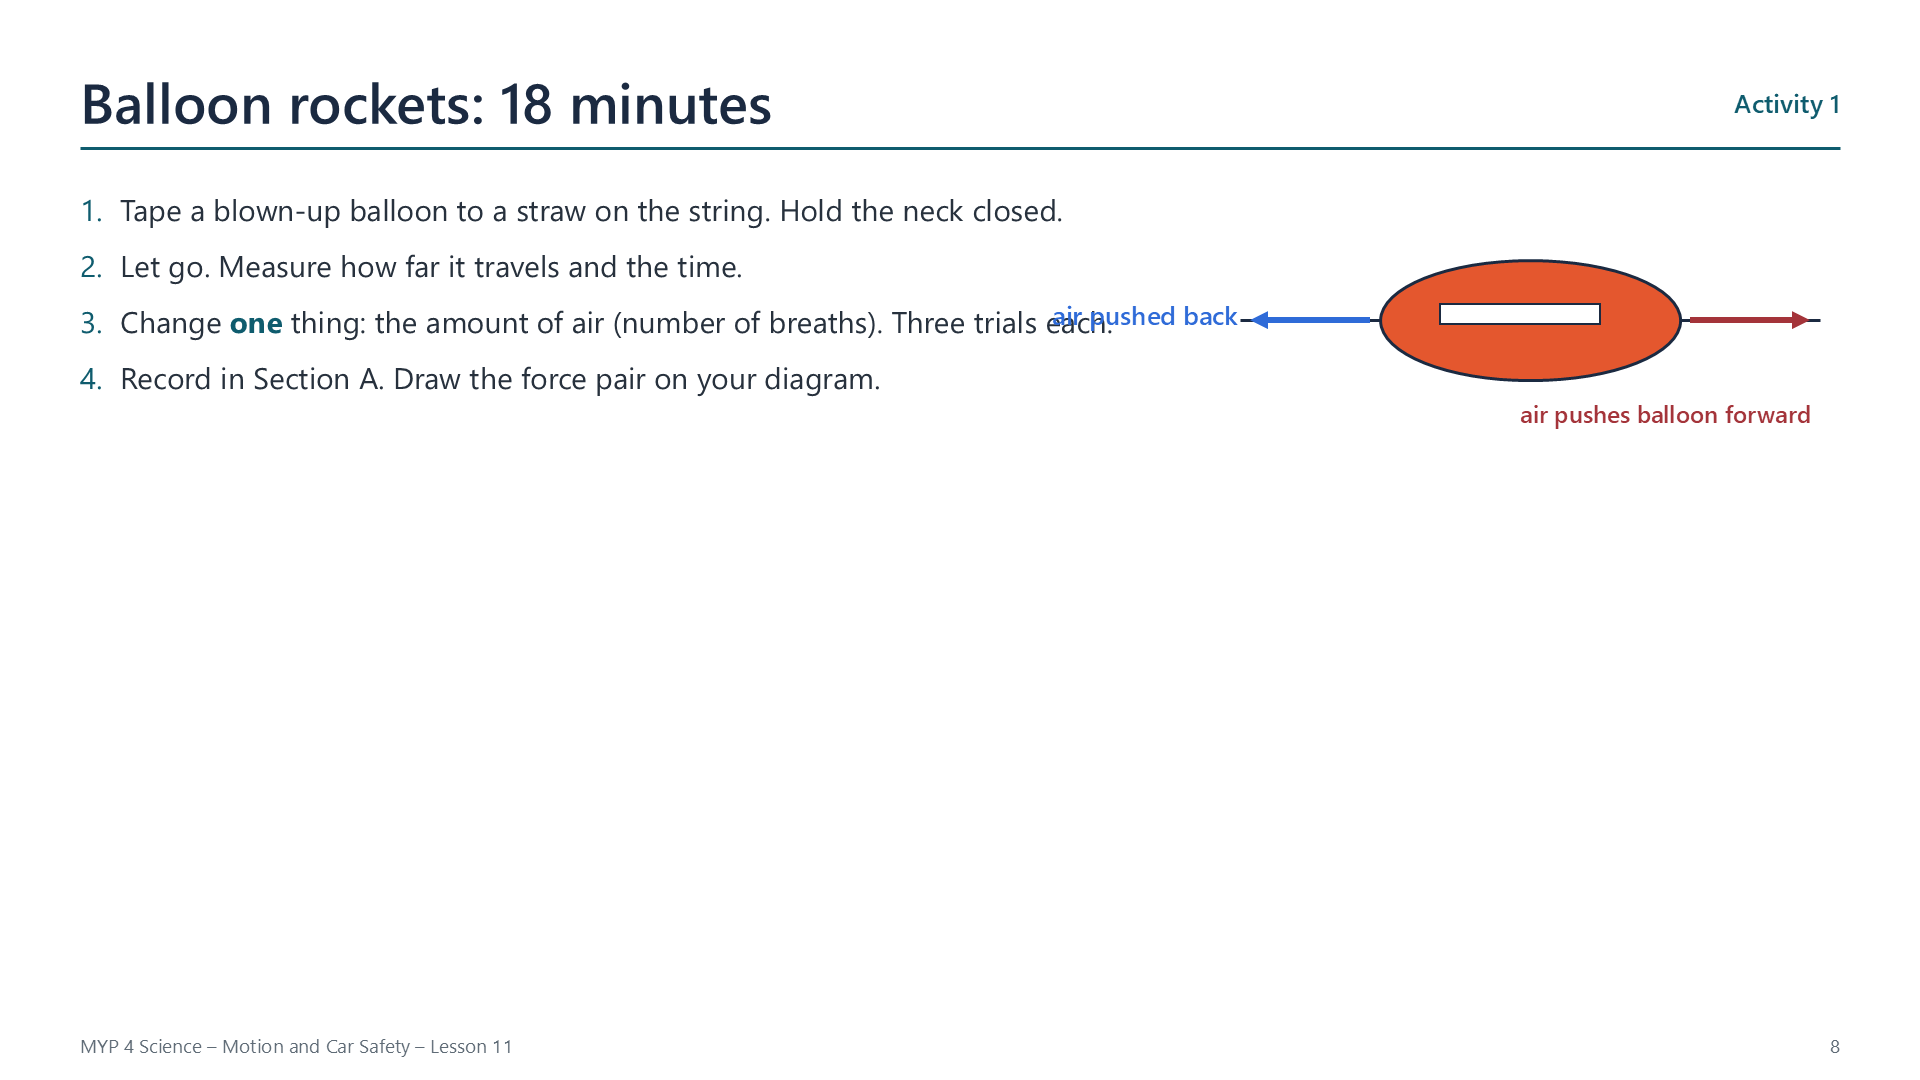 Balloon rockets: 18 minutes
Activity 1
1. Tape a blown-up balloon to a straw on the string. Hold the neck closed.
2. Let go. Measure how far it travels and the time.
3. Change one thing: the amount of air (number of breaths). Three trials each.
4. Record in Section A. Draw the force pair on your diagram.
air pushed back
air pushes balloon forward
MYP 4 Science – Motion and Car Safety – Lesson 11
8